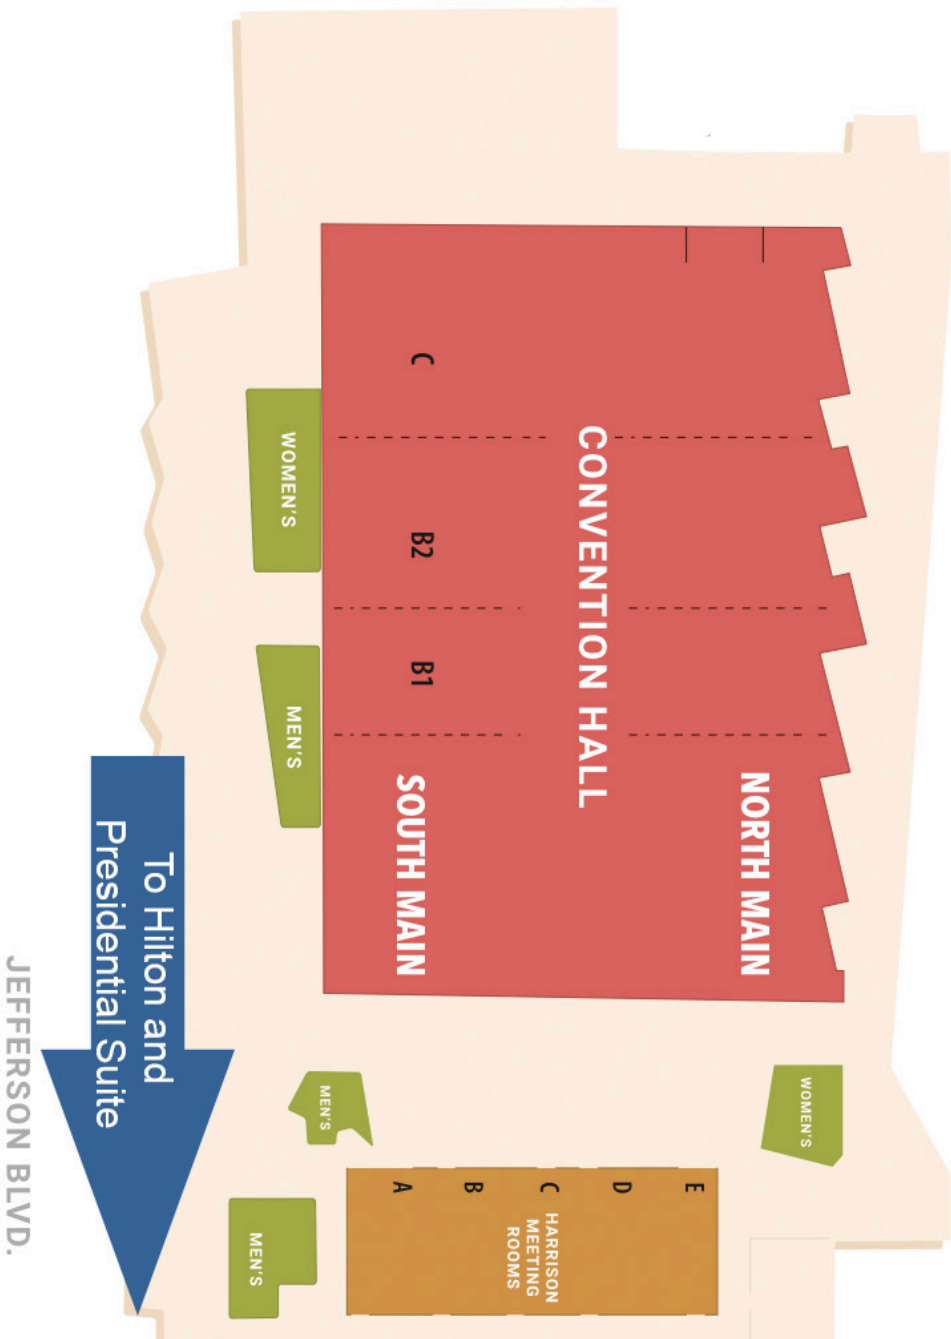 CONVENTION HALL
NORTH MAIN
SOUTH MAIN
C
B2
B1
WOMEN'S
MEN'S
WOMEN'S
MEN'S
MEN'S
E
D
C
B
A
HARRISON
MEETING
ROOMS
To Hilton and
Presidential Suite
JEFFERSON BLVD.